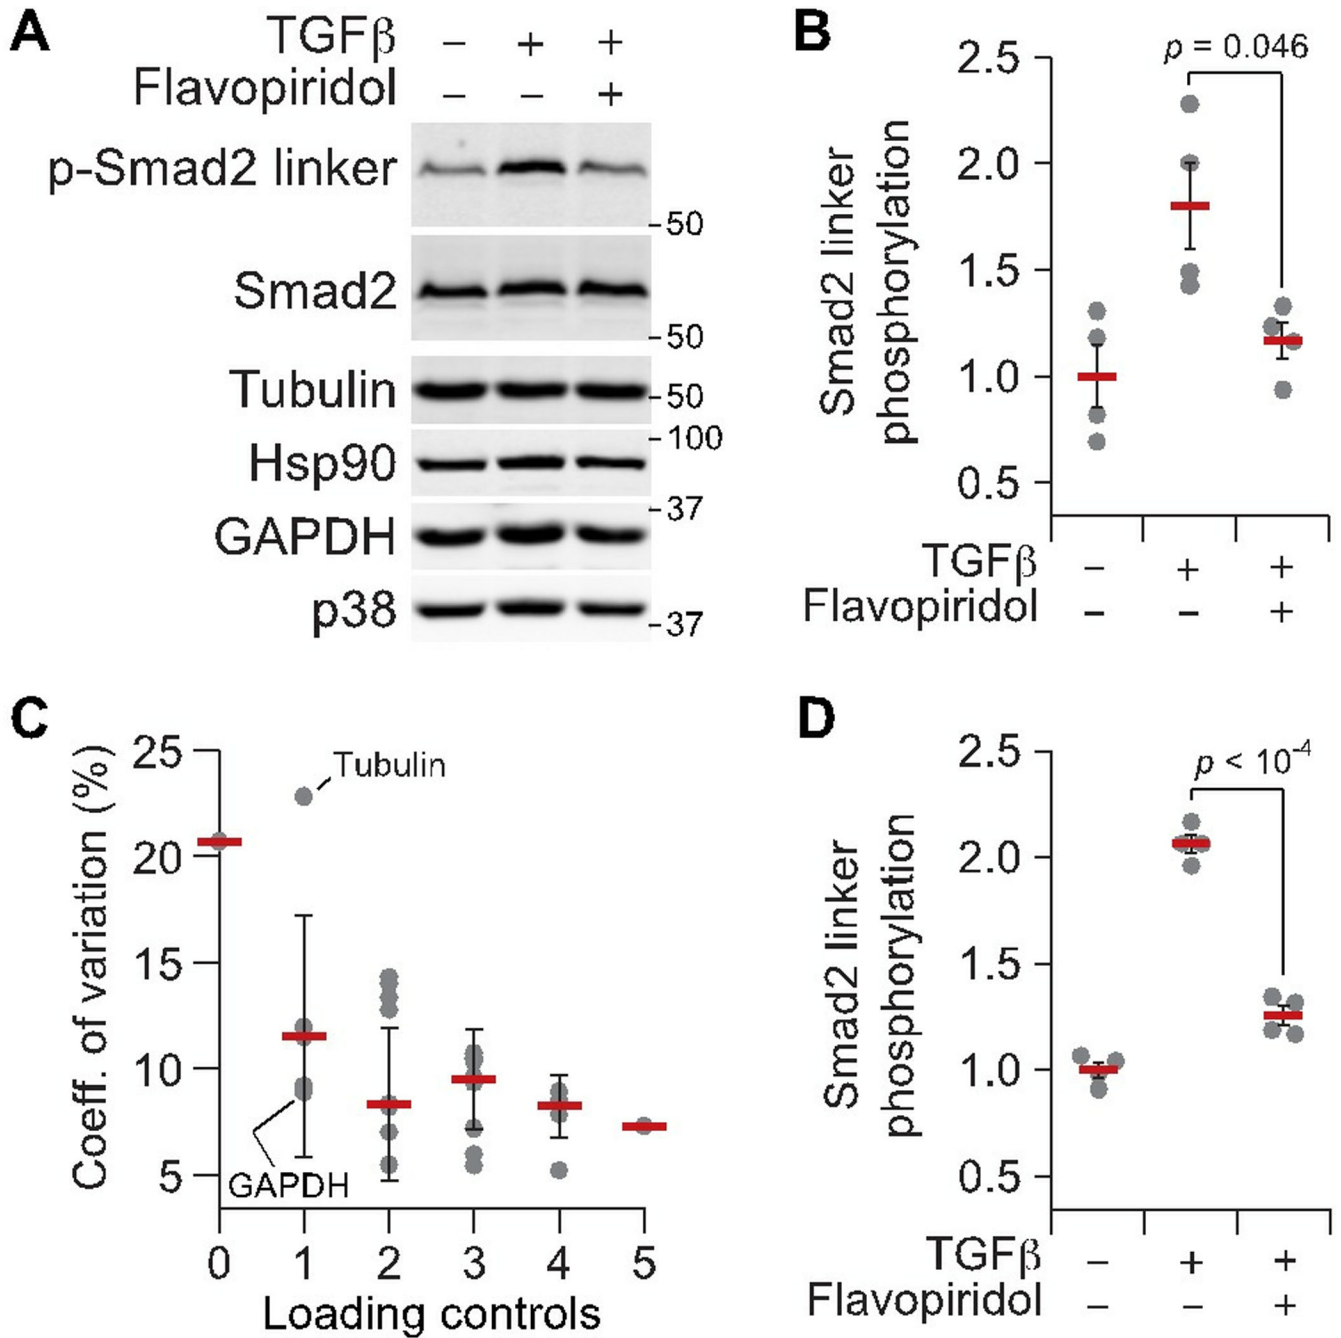 A
TGFβ − + +
Flavopiridol − − +
p-Smad2 linker
50
Smad2
50
Tubulin
50
100
Hsp90
37
GAPDH
p38
37
B
p = 0.046
2.5
2.0
1.5
1.0
0.5
Smad2 linker
phosphorylation
TGFβ − + +
Flavopiridol − − +
C
25
20
15
10
5
Coeff. of variation (%)
Tubulin
GAPDH
0 1 2 3 4 5
Loading controls
D
p < 10-4
2.5
2.0
1.5
1.0
0.5
Smad2 linker
phosphorylation
TGFβ − + +
Flavopiridol − − +